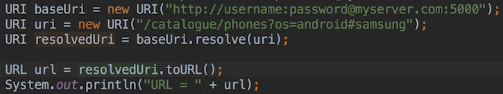 URI baseUri = new URI("http://username:password@myserver.com:5000");
URI uri = new URI("/catalogue/phones?os=android#samsung");
URI resolvedUri = baseUri.resolve(uri);
URL url = resolvedUri.toURL();
System.out.println("URL = " + url);